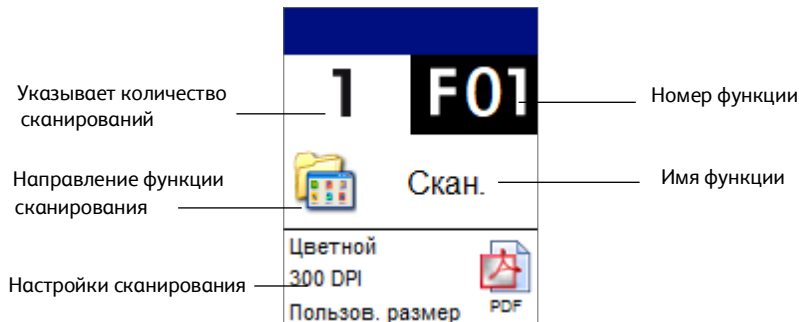 1
F01
Указывает количество
сканирований
Номер функции
Направление функции
сканирования
Скан.
Имя функции
Цветной
300 DPI
Пользов. размер
PDF
Настройки сканирования